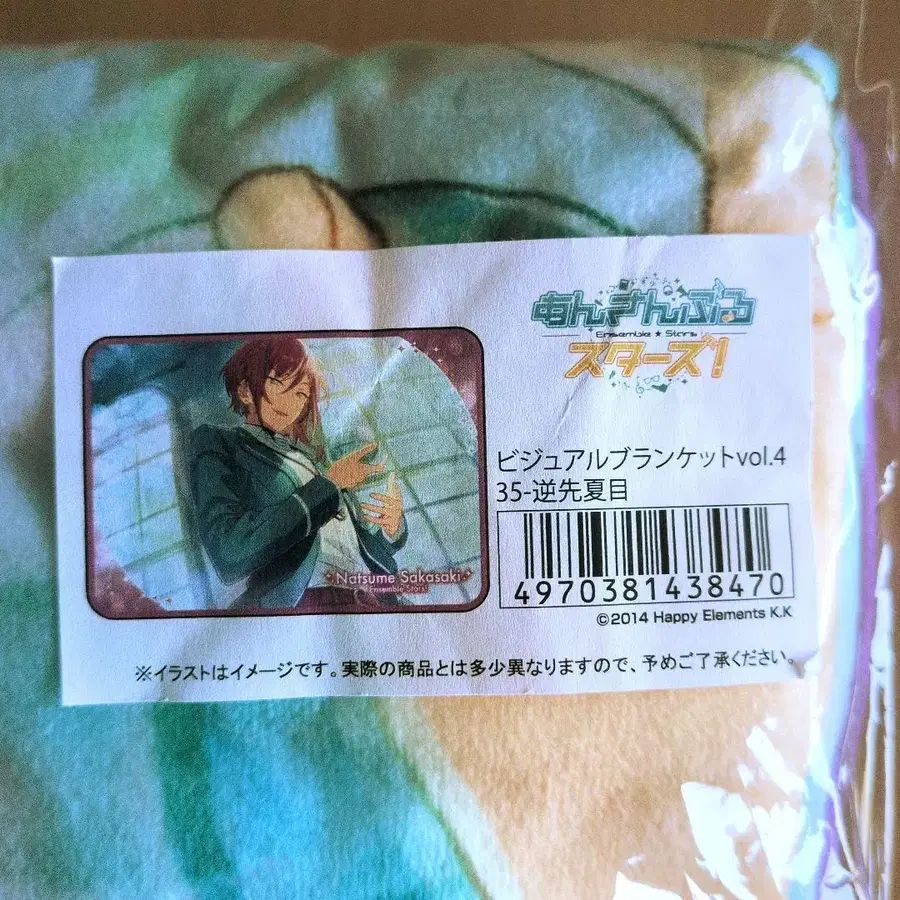 あんさんぶる
Ensemble ★ Stars
スターズ!
ビジュアルブランケットvol.4
35-逆先夏目
Natsume Sakasaki
Ensemble Stars!
4970381438470
©2014 Happy Elements K.K
※イラストはイメージです。実際の商品とは多少異なりますので、予めご了承ください。